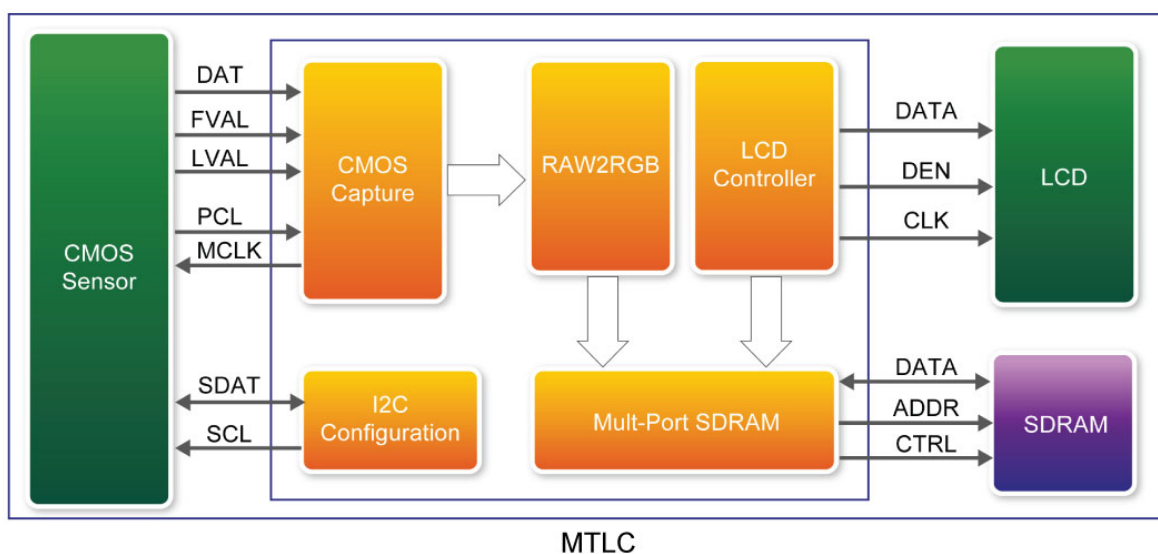 DAT
FVAL
LVAL
PCL
MCLK
SDAT
SCL
CMOS
Sensor
CMOS
Capture
I2C
Configuration
RAW2RGB
LCD
Controller
Mult-Port SDRAM
DATA
DEN
CLK
LCD
DATA
ADDR
CTRL
SDRAM
MTLC